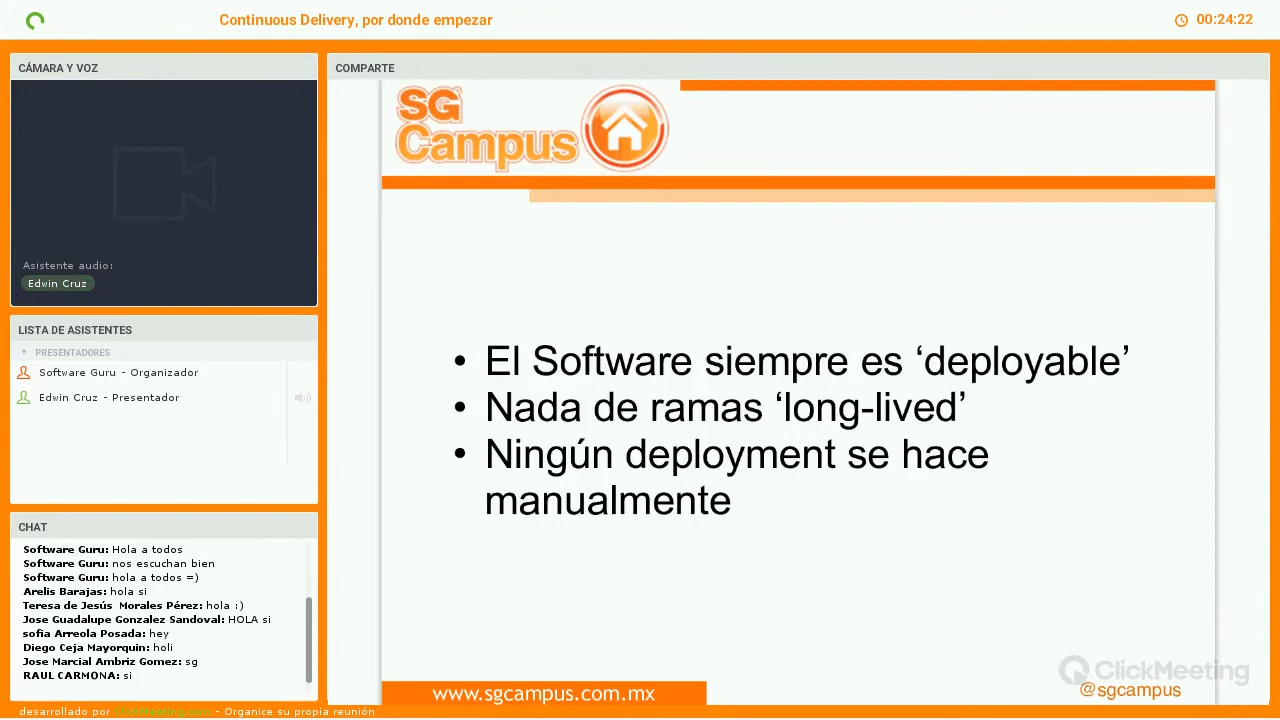 Continuous Delivery, por donde empezar
00:24:22
CÁMARA Y VOZ
Asistente audio:
Edwin Cruz
LISTA DE ASISTENTES
PRESENTADORES
Software Guru - Organizador
Edwin Cruz - Presentador
CHAT
Software Guru: Hola a todos
Software Guru: nos escuchan bien
Software Guru: hola a todos =)
Arelis Barajas: hola si
Teresa de Jesús Morales Pérez: hola :)
Jose Guadalupe Gonzalez Sandoval: HOLA si
sofia Arreola Posada: hey
Diego Ceja Mayorquin: holi
Jose Marcial Ambriz Gomez: sg
RAUL CARMONA: si
desarrollado por ClickMeeting.com - Organice su propia reunión
COMPARTE
SG
Campus
• El Software siempre es ‘deployable’
• Nada de ramas ‘long-lived’
• Ningún deployment se hace
manualmente
www.sgcampus.com.mx
ClickMeeting
@sgcampus